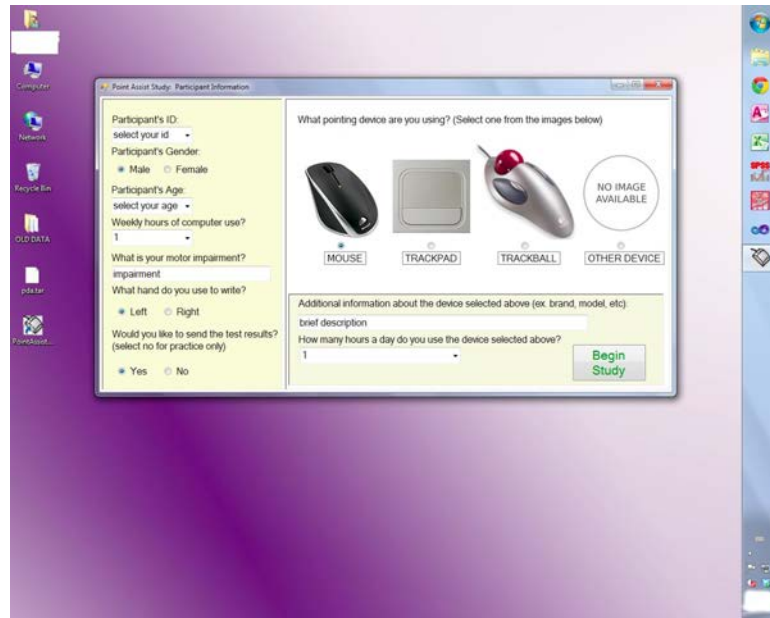 Computer
Network
Recycle Bin
OLD DATA
pda.tar
PointAssist...
Point Assist Study: Participant Information
Participant's ID:
select your id
Participant's Gender:
Male Female
Participant's Age:
select your age
Weekly hours of computer use?
1
What is your motor impairment?
impairment
What hand do you use to write?
Left Right
Would you like to send the test results?
(select no for practice only)
Yes No
What pointing device are you using? (Select one from the images below)
NO IMAGE
AVAILABLE
MOUSE TRACKPAD TRACKBALL OTHER DEVICE
Additional information about the device selected above (ex. brand, model, etc):
brief description
How many hours a day do you use the device selected above?
1
Begin
Study
SPSS